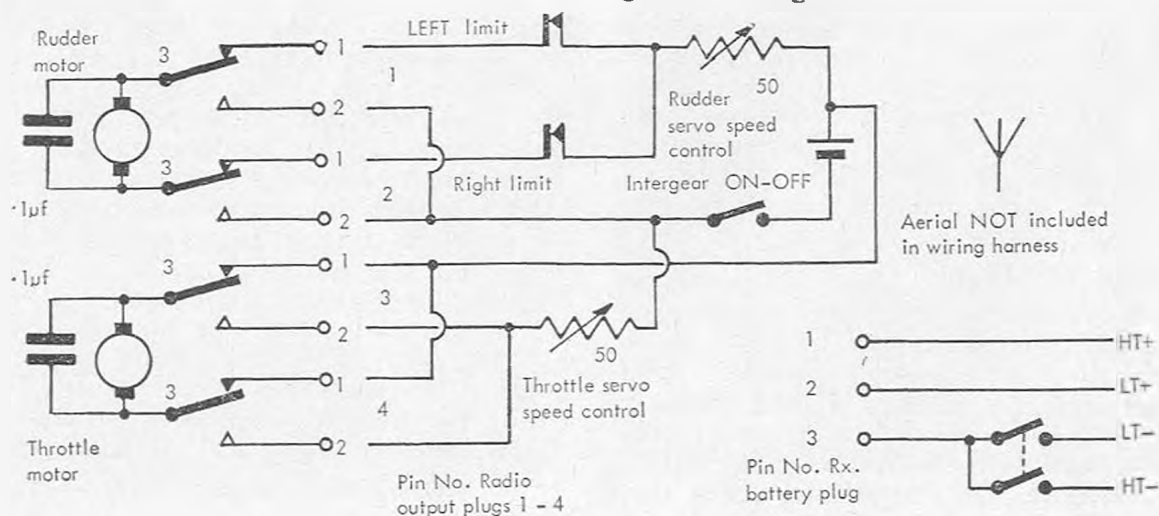 Rudder
motor
3
3
·1µf
·1µf
3
3
Throttle
motor
1
2
1
2
1
2
1
2
LEFT limit
1
Right limit
2
3
4
Pin No. Radio
output plugs 1 - 4
50
Rudder
servo speed
control
Intergear ON-OFF
50
Throttle servo
speed control
Aerial NOT included
in wiring harness
1
HT+
2
LT+
3
LT-
HT-
Pin No. Rx.
battery plug